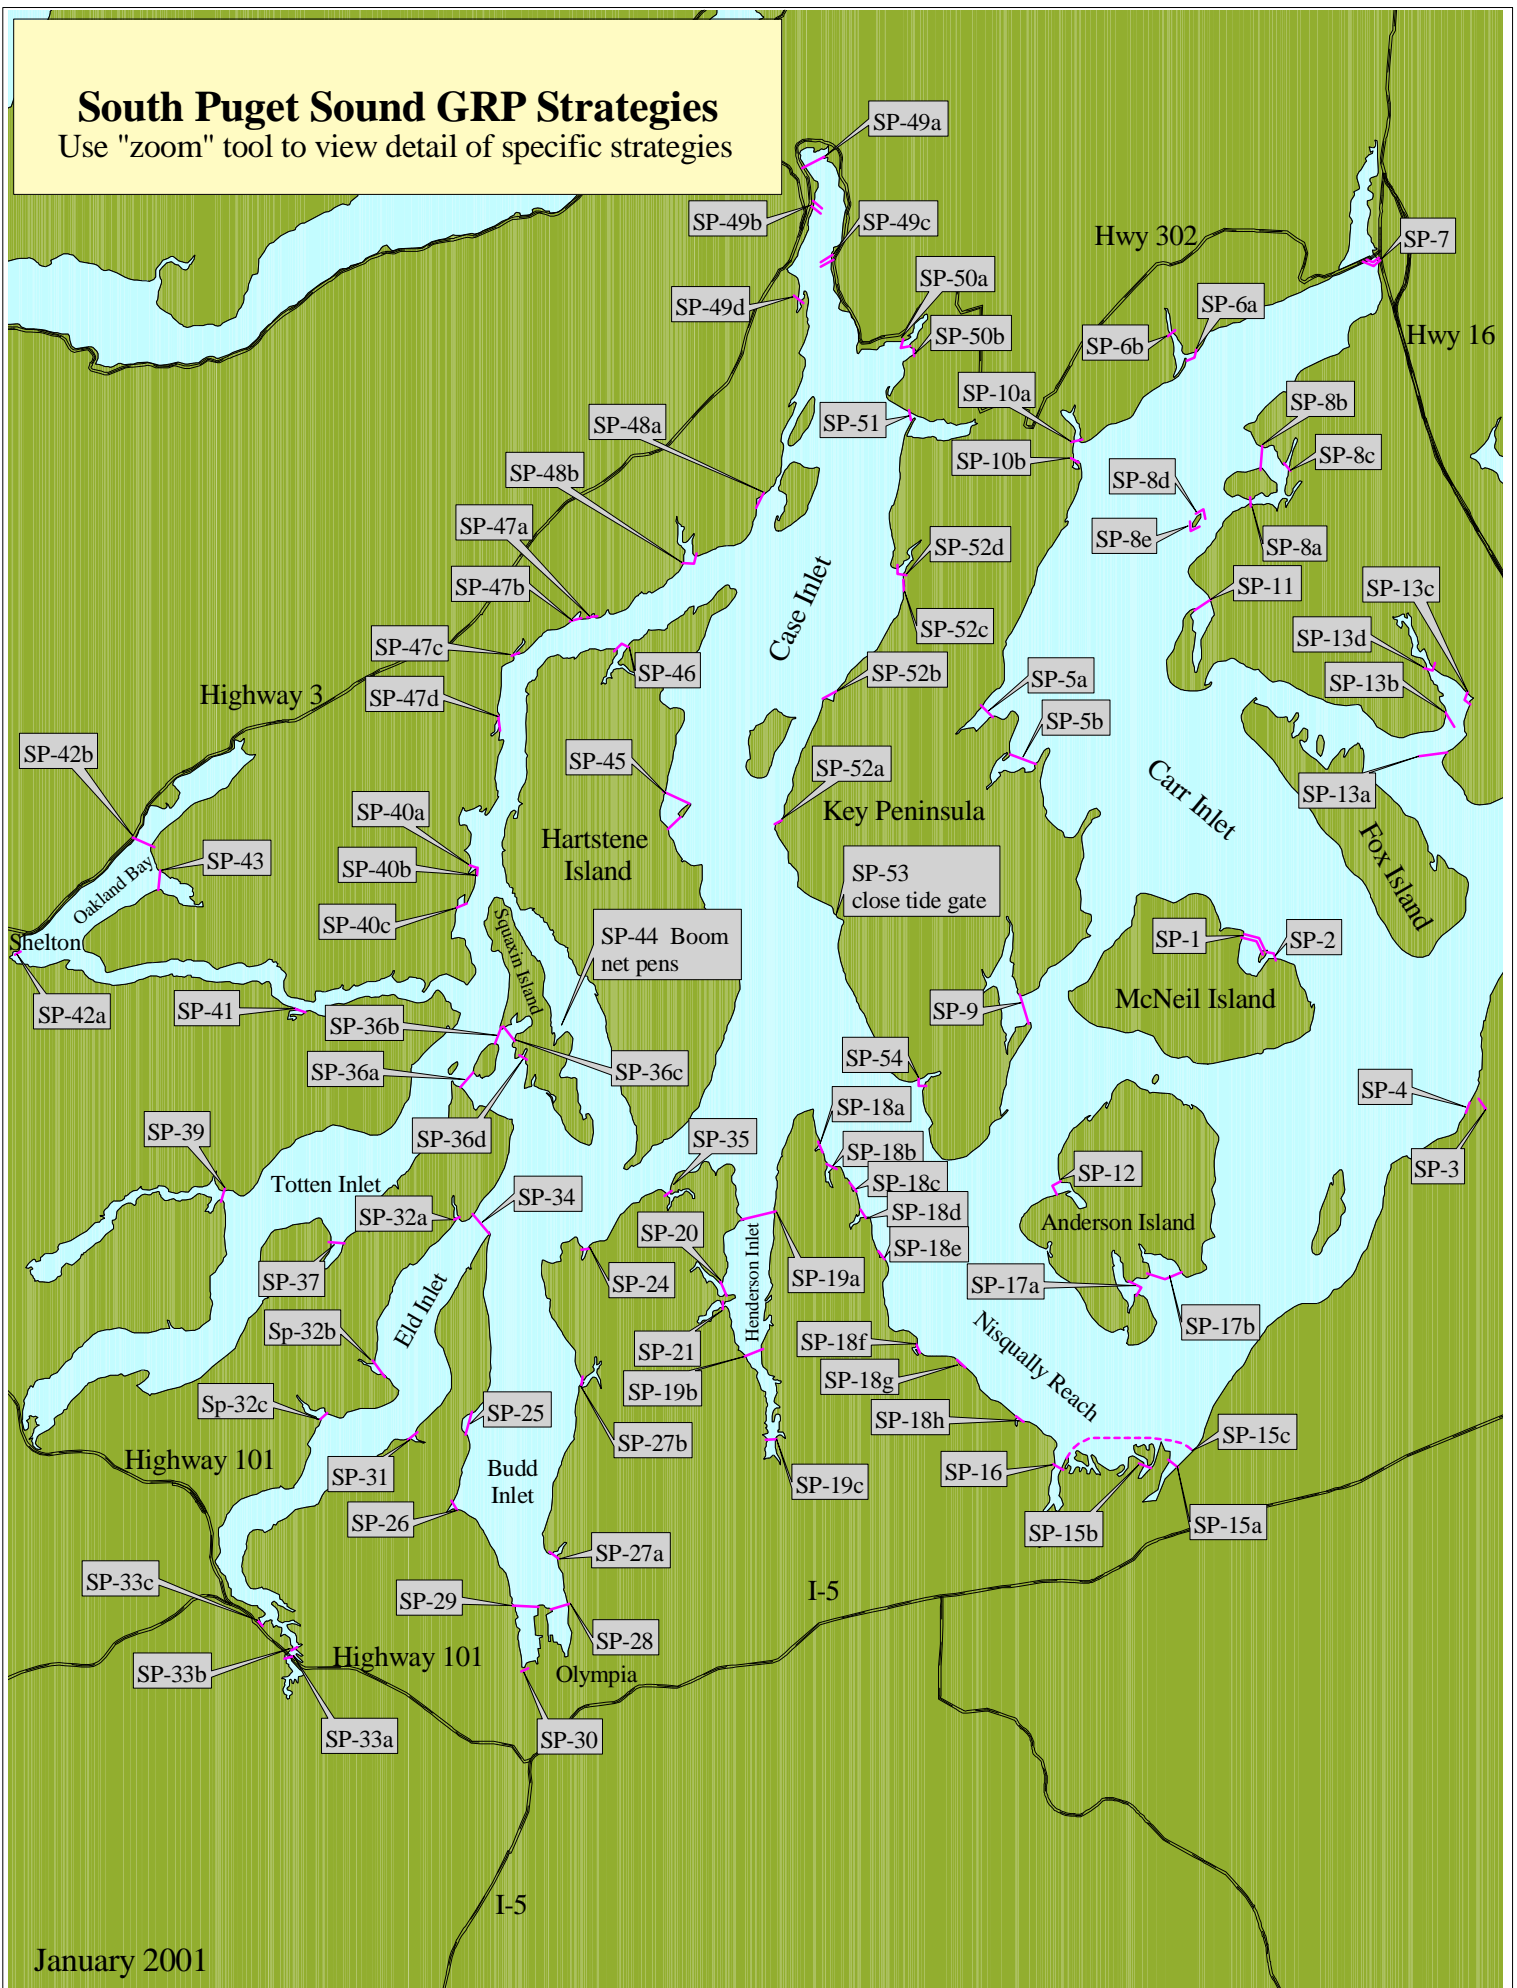 South Puget Sound GRP Strategies
Use "zoom" tool to view detail of specific strategies
SP-49a
SP-49b
SP-49c
Hwy 302
SP-7
SP-49d
SP-50a
SP-6a
SP-50b
SP-6b
Hwy 16
SP-10a
SP-48a
SP-51
SP-8b
SP-10b
SP-8c
SP-48b
SP-8d
SP-47a
SP-8e
SP-8a
SP-52d
SP-47b
SP-11
SP-13c
Case Inlet
SP-52c
SP-13d
SP-47c
SP-46
SP-52b
SP-5a
SP-13b
Highway 3
SP-47d
SP-5b
SP-42b
SP-45
SP-52a
Carr Inlet
SP-13a
Key Peninsula
SP-40a
Hartstene
Island
SP-43
SP-40b
Fox Island
Oakland Bay
SP-53
close tide gate
SP-40c
Squaxin Island
SP-44 Boom
net pens
Shelton
SP-1
SP-2
McNeil Island
SP-42a
SP-41
SP-36b
SP-9
SP-36a
SP-36c
SP-54
SP-4
SP-18a
SP-39
SP-36d
SP-35
SP-18b
SP-3
SP-12
SP-18c
Totten Inlet
SP-34
SP-32a
SP-18d
Anderson Island
SP-20
Henderson Inlet
SP-18e
SP-37
SP-24
SP-19a
SP-17a
Eld Inlet
Sp-32b
SP-17b
SP-21
SP-18f
Nisqually Reach
SP-19b
SP-18g
Sp-32c
SP-25
SP-18h
SP-27b
SP-15c
Highway 101
SP-31
Budd
Inlet
SP-16
SP-19c
SP-26
SP-15b
SP-15a
SP-27a
SP-33c
SP-29
I-5
SP-28
Highway 101
SP-33b
Olympia
SP-33a
SP-30
I-5
January 2001